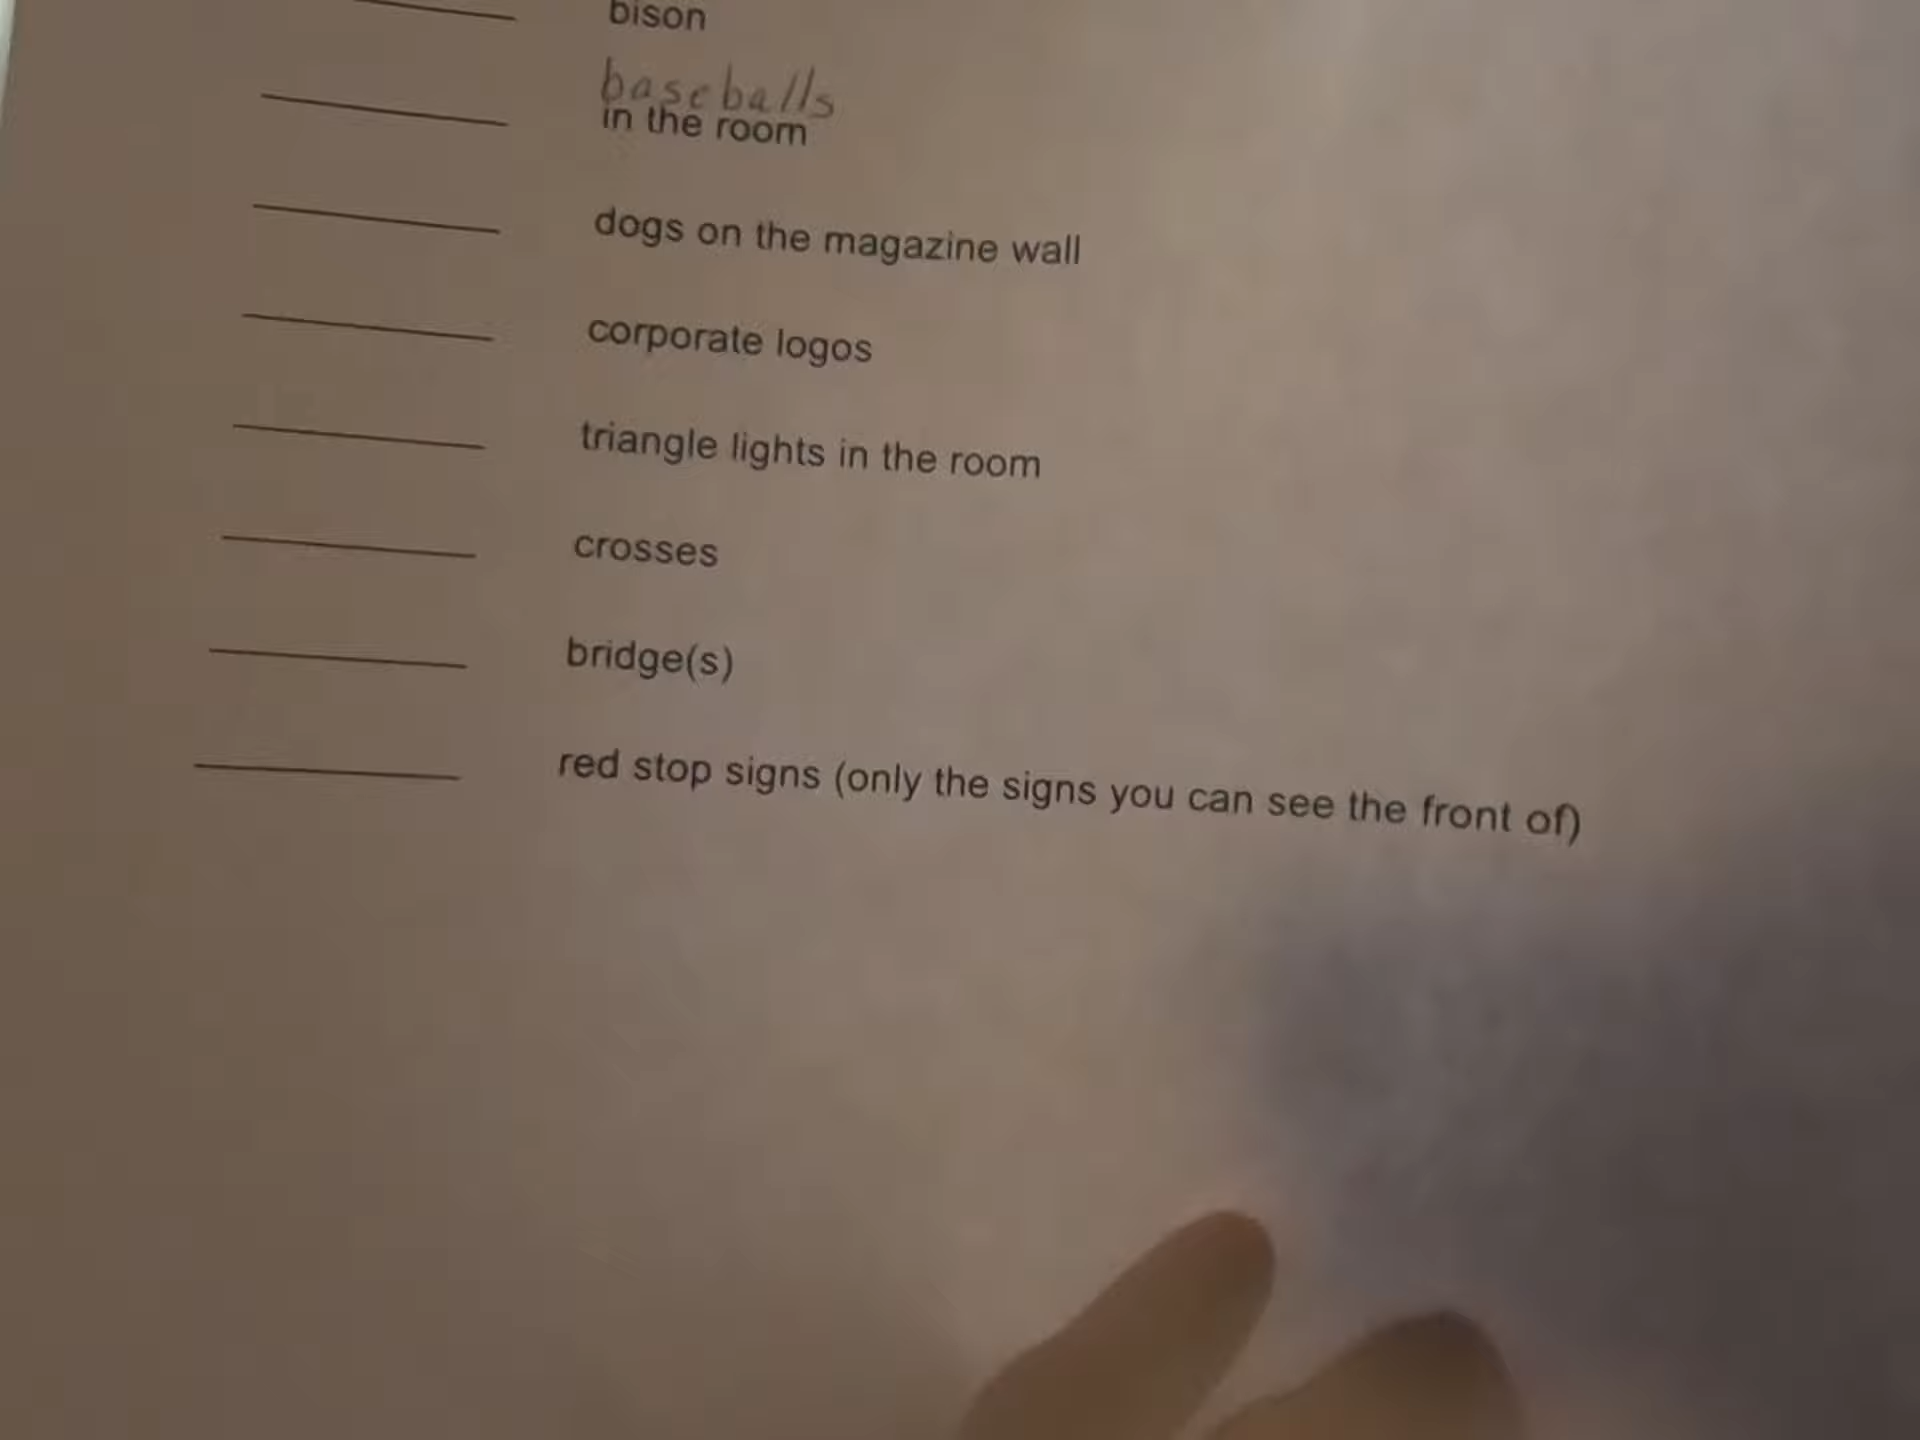 bison
baseballs
in the room
dogs on the magazine wall
corporate logos
triangle lights in the room
crosses
bridge(s)
red stop signs (only the signs you can see the front of)